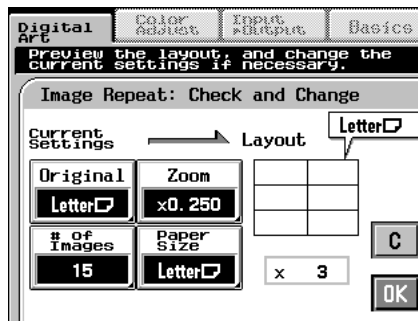 Digital Art
Color Adjust
Input Output
Basics
Preview the layout, and change the
current settings if necessary.
Image Repeat: Check and Change
Current
Settings
Layout
Letter
Original
Letter
Zoom
x0.250
# of
Images
15
Paper
Size
Letter
x 3
C
OK